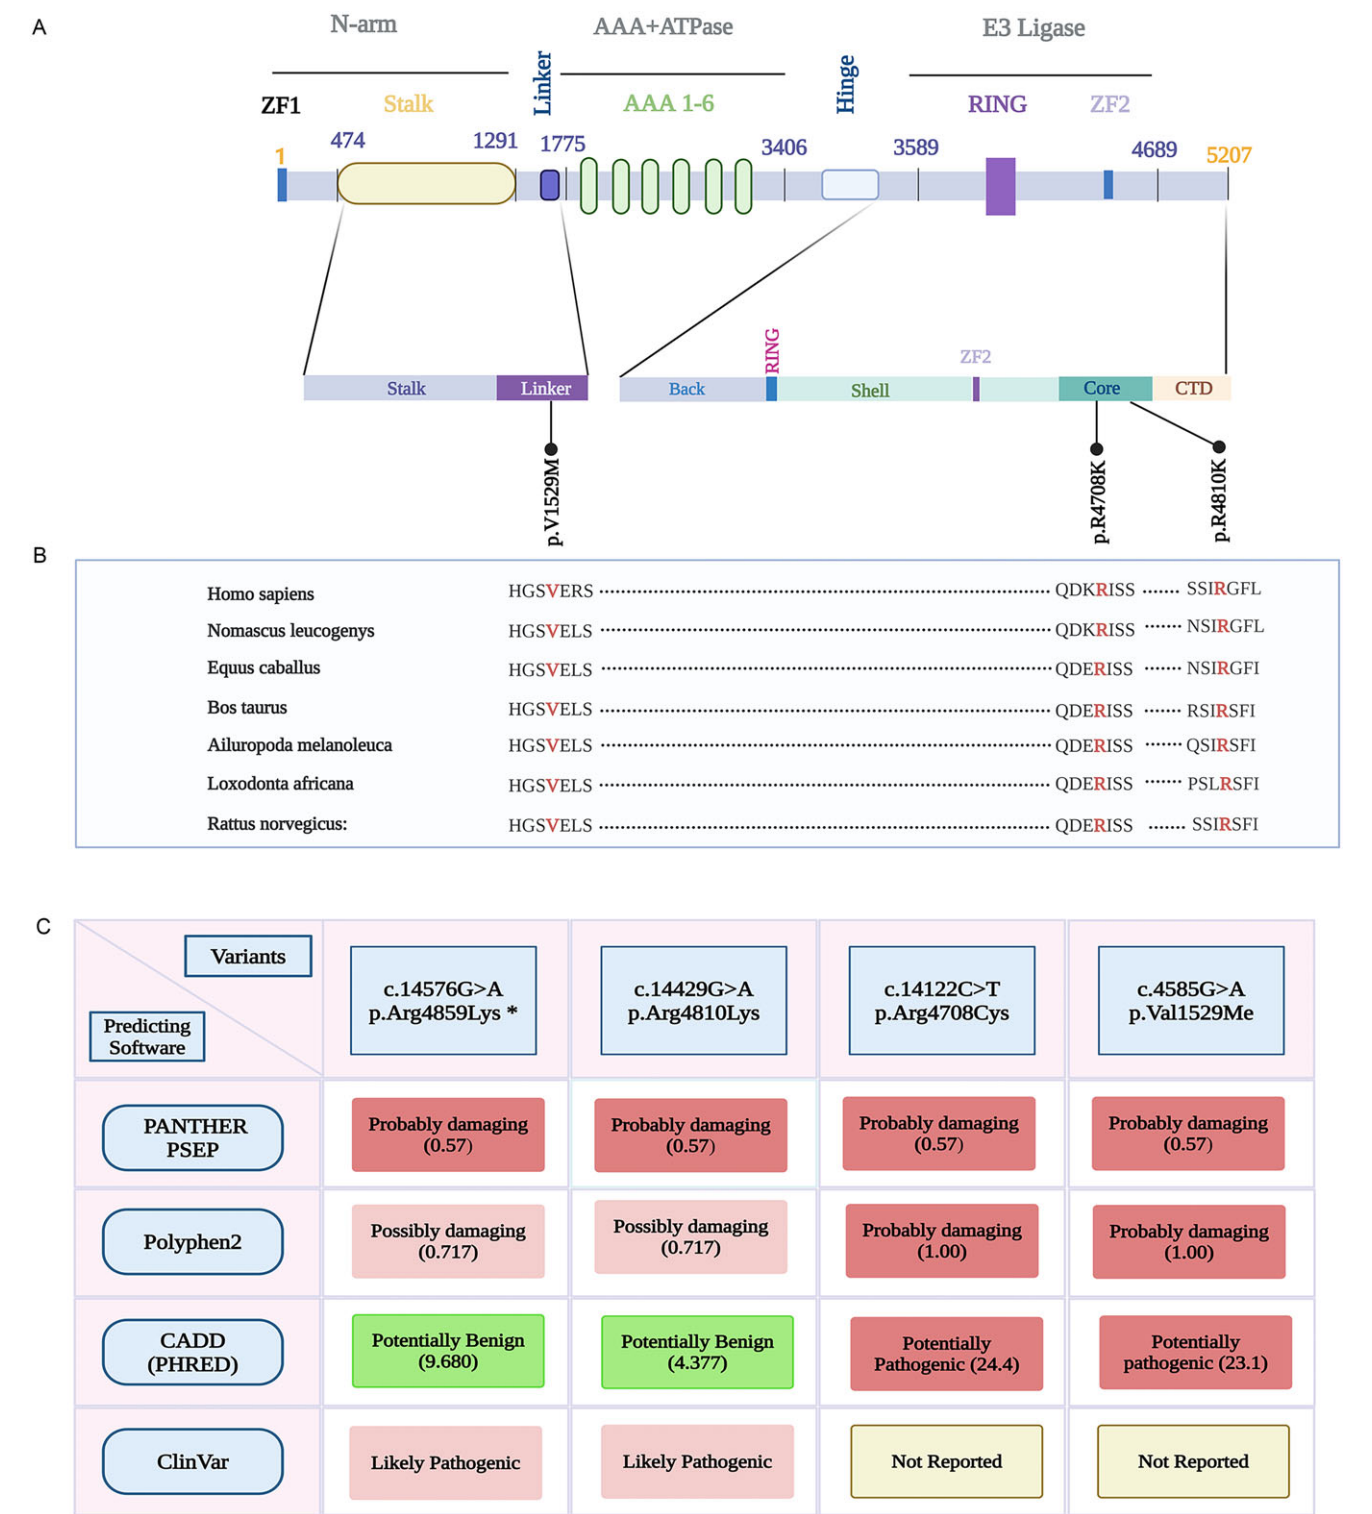 A
N-arm
AAA+ATPase
E3 Ligase
Linker
Hinge
ZF1
Stalk
AAA 1-6
RING
ZF2
1
474
1291
1775
3406
3589
4689
5207
Stalk
Linker
Back
RING
Shell
ZF2
Core
CTD
p.V1529M
p.R4708K
p.R4810K
B
Homo sapiens HGSVERS QDKRISS SSIRGFL
Nomascus leucogenys HGSVELS QDKRISS NSIRGFL
Equus caballus HGSVELS QDERISS NSIRGFI
Bos taurus HGSVELS QDERISS RSIRSFI
Ailuropoda melanoleuca HGSVELS QDERISS QSIRSFI
Loxodonta africana HGSVELS QDERISS PSLRSFI
Rattus norvegicus: HGSVELS QDERISS SSIRSFI
C
Variants
Predicting
Software
c.14576G>A
p.Arg4859Lys *
c.14429G>A
p.Arg4810Lys
c.14122C>T
p.Arg4708Cys
c.4585G>A
p.Val1529Me
PANTHER
PSEP
Probably damaging
(0.57)
Probably damaging
(0.57)
Probably damaging
(0.57)
Probably damaging
(0.57)
Polyphen2
Possibly damaging
(0.717)
Possibly damaging
(0.717)
Probably damaging
(1.00)
Probably damaging
(1.00)
CADD
(PHRED)
Potentially Benign
(9.680)
Potentially Benign
(4.377)
Potentially
Pathogenic (24.4)
Potentially
pathogenic (23.1)
ClinVar
Likely Pathogenic
Likely Pathogenic
Not Reported
Not Reported